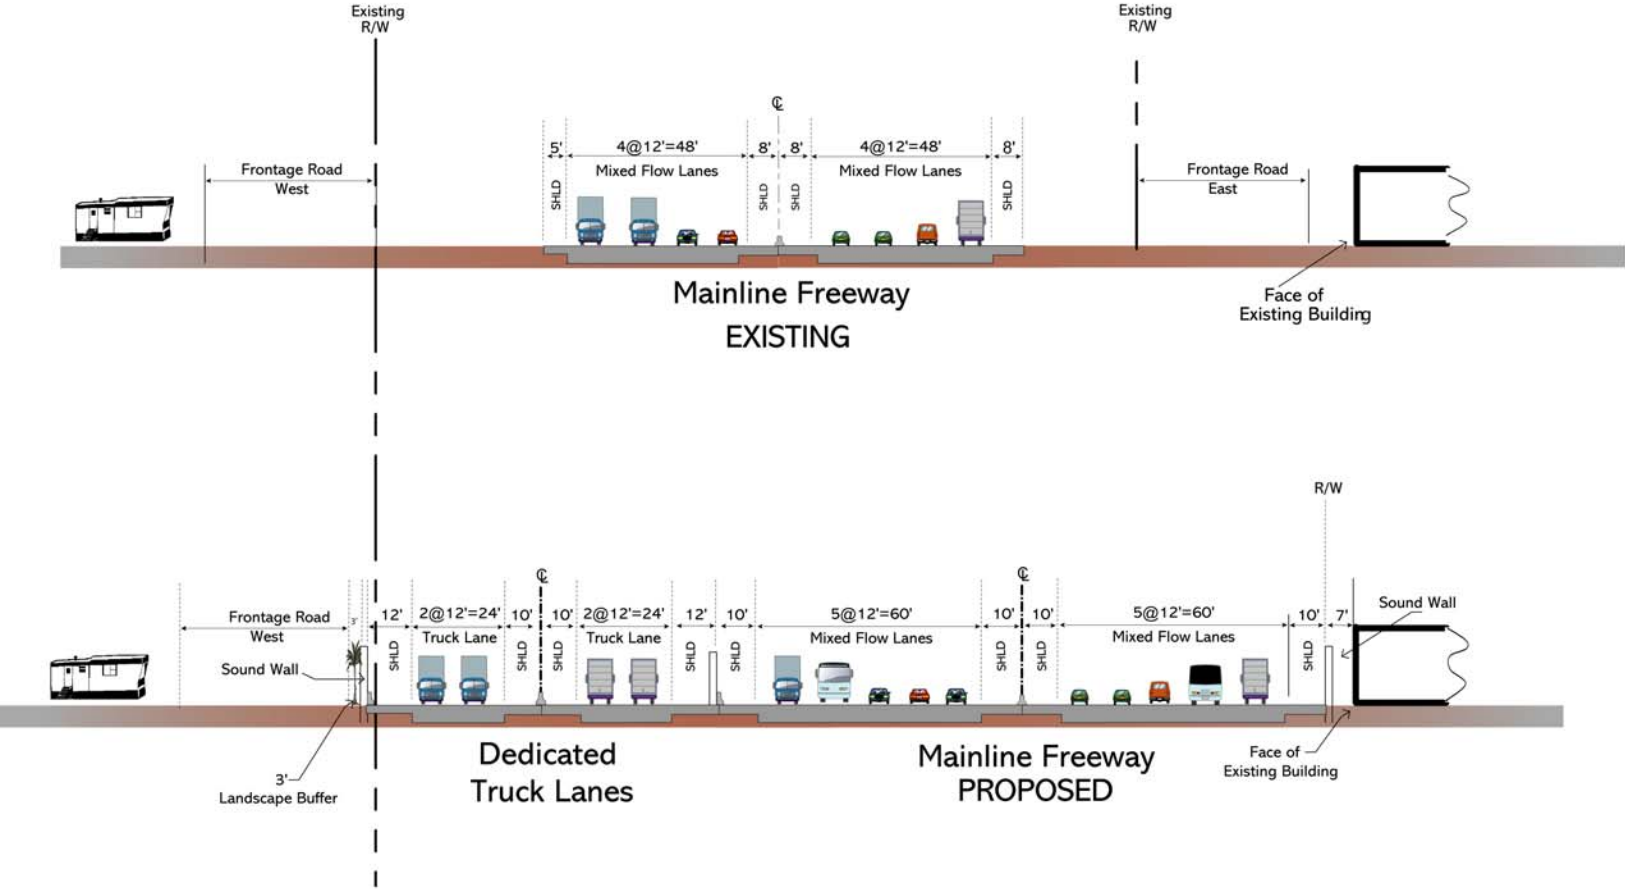 Existing
R/W
Existing
R/W
℄
5'
4@12'=48'
8'
8'
4@12'=48'
8'
Mixed Flow Lanes
Mixed Flow Lanes
SHLD
SHLD
SHLD
SHLD
Frontage Road
West
Frontage Road
East
Mainline Freeway
EXISTING
Face of
Existing Building
R/W
℄
℄
12'
2@12'=24'
10'
10'
2@12'=24'
12'
10'
5@12'=60'
10'
10'
5@12'=60'
10'
7'
Sound Wall
Frontage Road
West
3'
Truck Lane
Truck Lane
Mixed Flow Lanes
Mixed Flow Lanes
SHLD
SHLD
SHLD
SHLD
SHLD
SHLD
SHLD
SHLD
Sound Wall
3'
Landscape Buffer
Dedicated
Truck Lanes
Mainline Freeway
PROPOSED
Face of
Existing Building